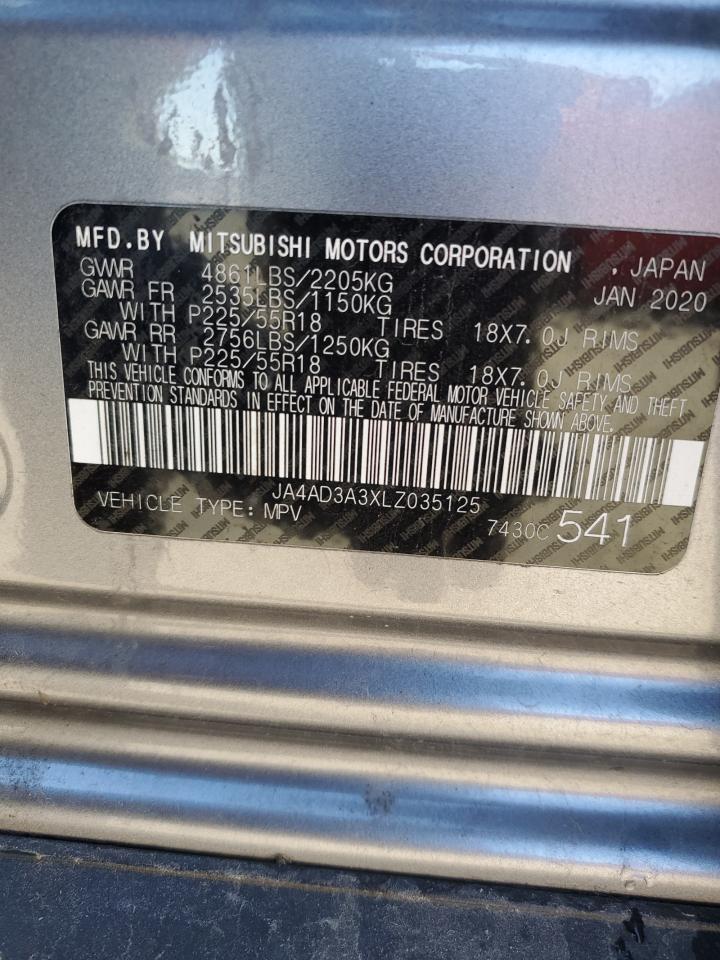 MFD.BY MITSUBISHI MOTORS CORPORATION , JAPAN
GVWR 4861LBS/2205KG JAN 2020
GAWR FR 2535LBS/1150KG
WITH P225/55R18 TIRES 18X7.0J RIMS
GAWR RR 2756LBS/1250KG
WITH P225/55R18 TIRES 18X7.0J RIMS
THIS VEHICLE CONFORMS TO ALL APPLICABLE FEDERAL MOTOR VEHICLE SAFETY AND THEFT
PREVENTION STANDARDS IN EFFECT ON THE DATE OF MANUFACTURE SHOWN ABOVE.
JA4AD3A3XLZ035125
VEHICLE TYPE: MPV 7430C 541